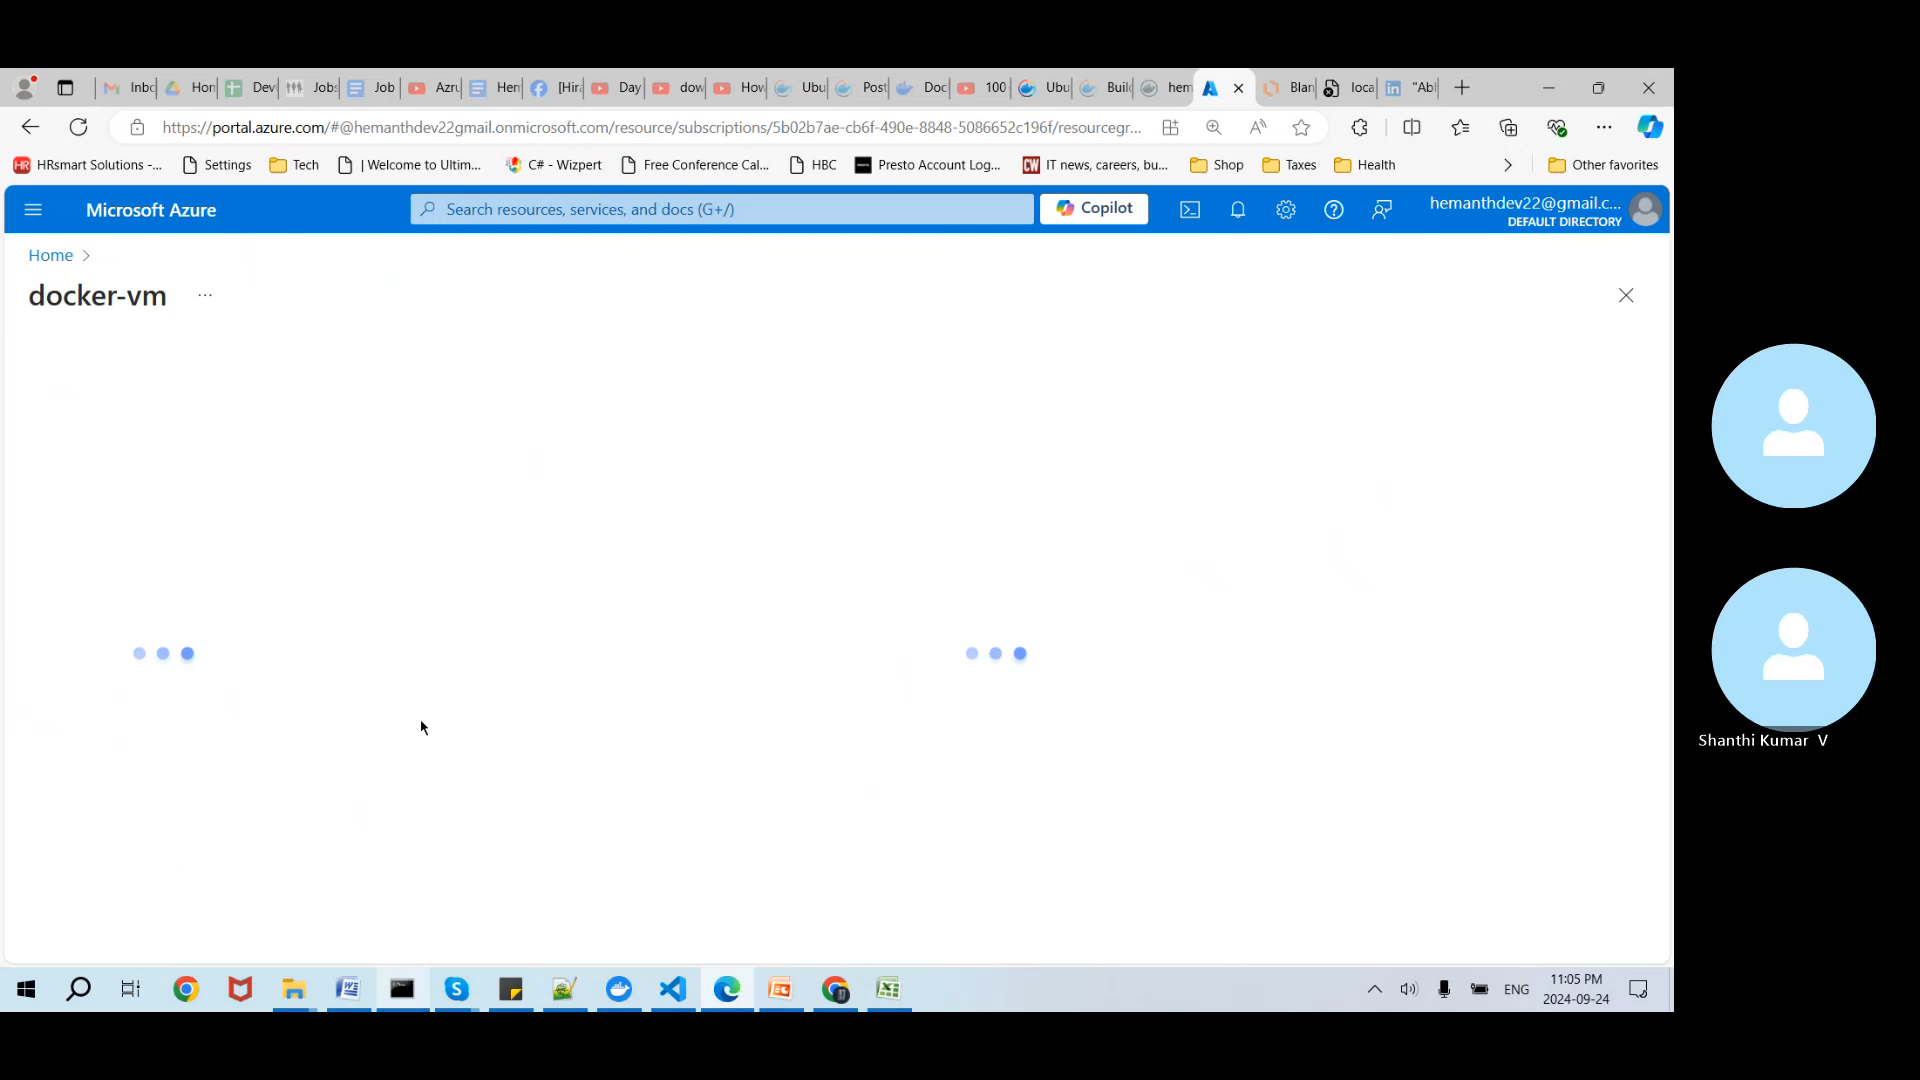 Inbo
Hon
Dev
Jobs
Job
Azru
Hen
[Hira
Day
dow
How
Ubu
Post
Doc
100
Ubu
Buil
hem
Blan
loca
"Abl
https://portal.azure.com/#@hemanthdev22gmail.onmicrosoft.com/resource/subscriptions/5b02b7ae-cb6f-490e-8848-5086652c196f/resourcegr...
HRsmart Solutions -...
Settings
Tech
| Welcome to Ultim...
C# - Wizpert
Free Conference Cal...
HBC
Presto Account Log...
IT news, careers, bu...
Shop
Taxes
Health
Other favorites
Microsoft Azure
Search resources, services, and docs (G+/)
Copilot
hemanthdev22@gmail.c...
DEFAULT DIRECTORY
Home >
docker-vm ...
Shanthi Kumar V
ENG
11:05 PM
2024-09-24